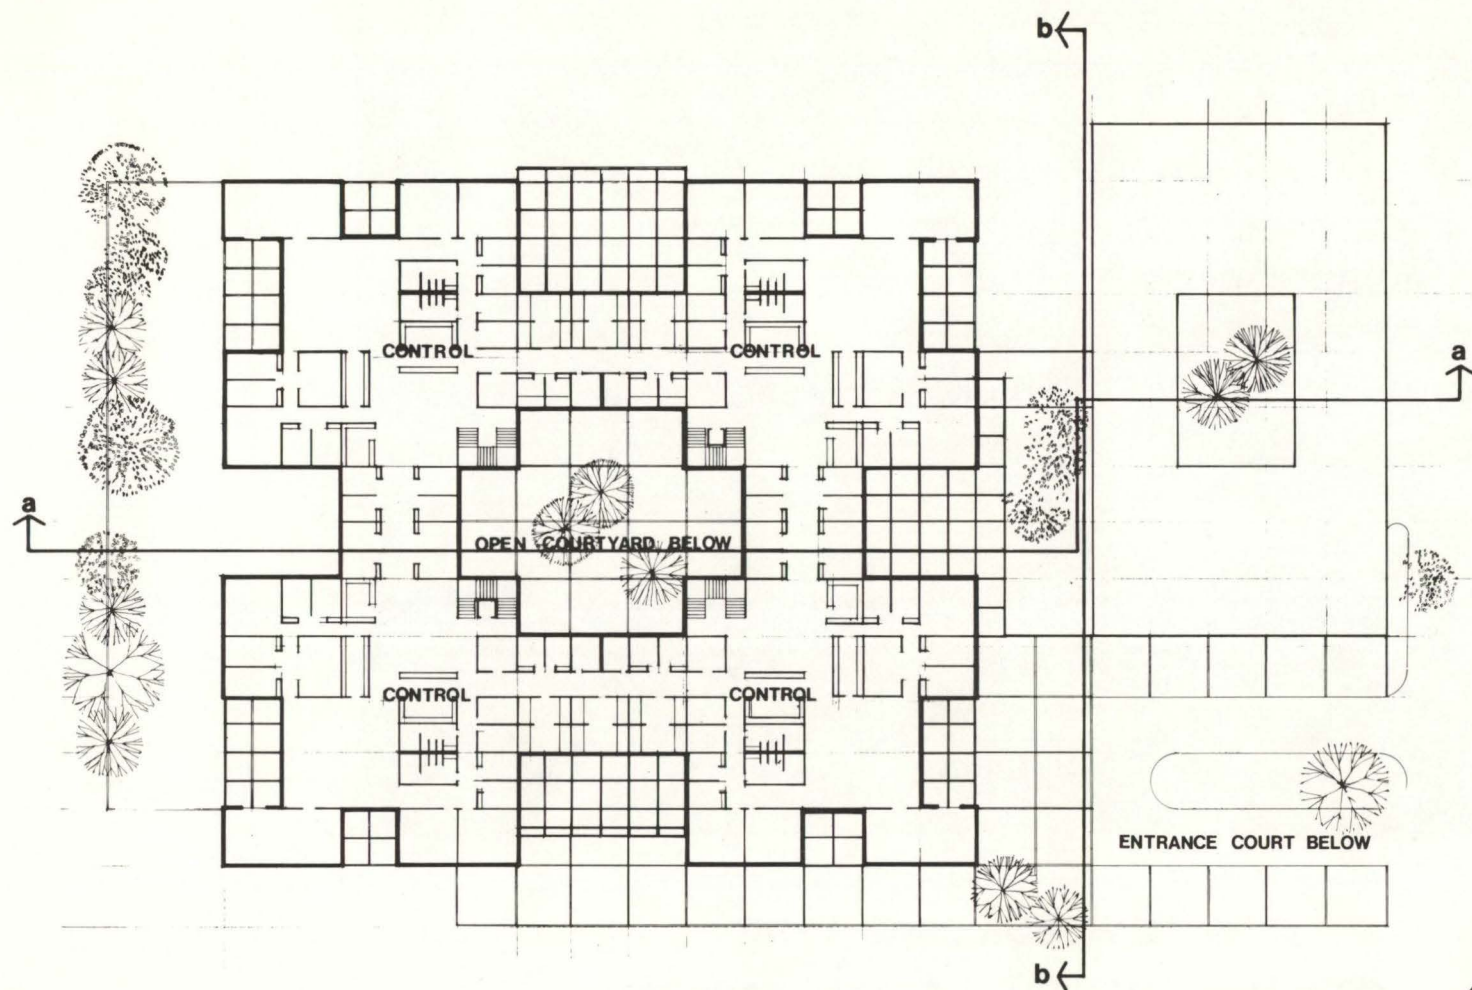 b
CONTROL CONTROL
a
a
OPEN COURTYARD BELOW
CONTROL CONTROL
ENTRANCE COURT BELOW
b